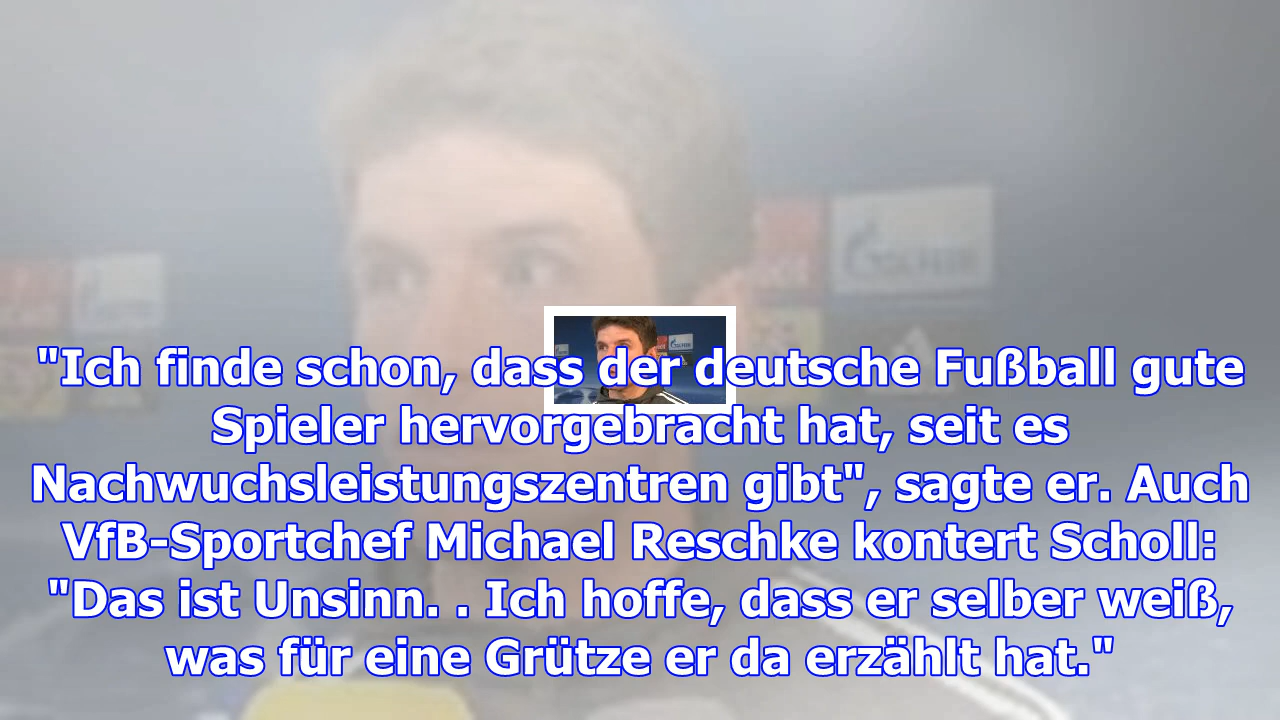 "Ich finde schon, dass der deutsche Fußball gute
Spieler hervorgebracht hat, seit es
Nachwuchsleistungszentren gibt", sagte er. Auch
VfB-Sportchef Michael Reschke kontert Scholl:
"Das ist Unsinn. . Ich hoffe, dass er selber weiß,
was für eine Grütze er da erzählt hat."